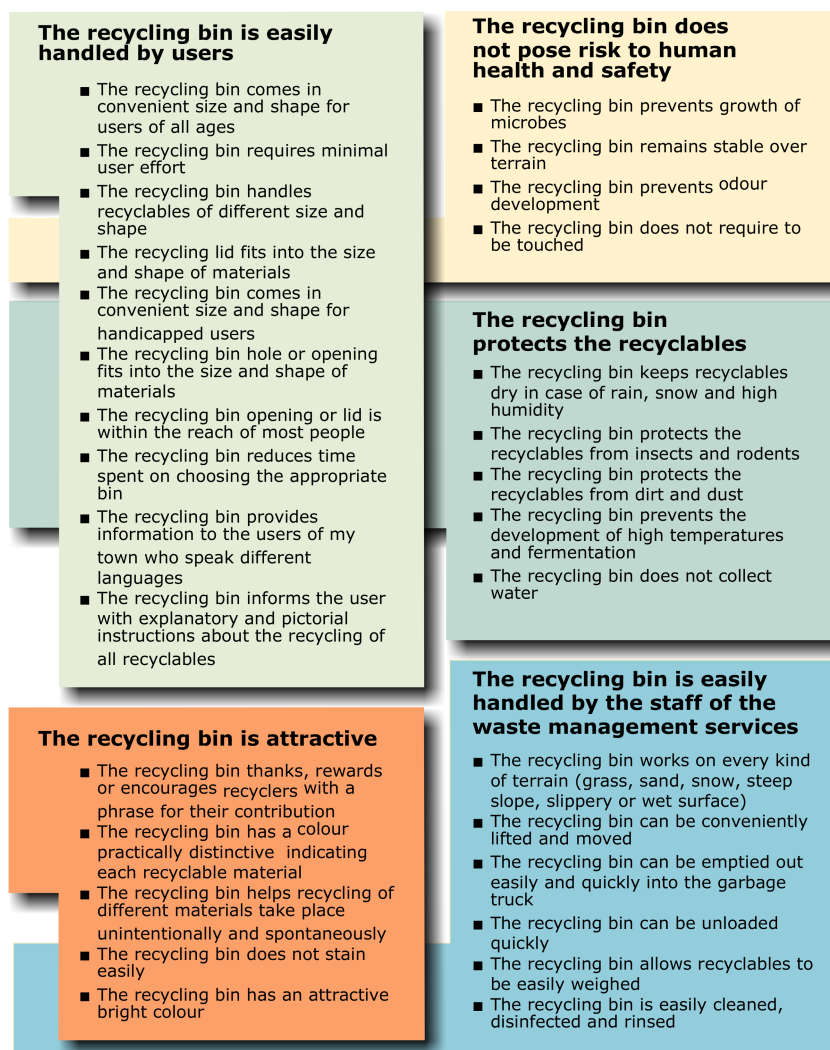 The recycling bin is easily
handled by users
■ The recycling bin comes in
convenient size and shape for
users of all ages
■ The recycling bin requires minimal
user effort
■ The recycling bin handles
recyclables of different size and
shape
■ The recycling lid fits into the size
and shape of materials
■ The recycling bin comes in
convenient size and shape for
handicapped users
■ The recycling bin hole or opening
fits into the size and shape of
materials
■ The recycling bin opening or lid is
within the reach of most people
■ The recycling bin reduces time
spent on choosing the appropriate
bin
■ The recycling bin provides
information to the users of my
town who speak different
languages
■ The recycling bin informs the user
with explanatory and pictorial
instructions about the recycling of
all recyclables
The recycling bin is attractive
■ The recycling bin thanks, rewards
or encourages recyclers with a
phrase for their contribution
■ The recycling bin has a colour
practically distinctive indicating
each recyclable material
■ The recycling bin helps recycling of
different materials take place
unintentionally and spontaneously
■ The recycling bin does not stain
easily
■ The recycling bin has an attractive
bright colour
The recycling bin does
not pose risk to human
health and safety
■ The recycling bin prevents growth of
microbes
■ The recycling bin remains stable over
terrain
■ The recycling bin prevents odour
development
■ The recycling bin does not require to
be touched
The recycling bin
protects the recyclables
■ The recycling bin keeps recyclables
dry in case of rain, snow and high
humidity
■ The recycling bin protects the
recyclables from insects and rodents
■ The recycling bin protects the
recyclables from dirt and dust
■ The recycling bin prevents the
development of high temperatures
and fermentation
■ The recycling bin does not collect
water
The recycling bin is easily
handled by the staff of the
waste management services
■ The recycling bin works on every kind
of terrain (grass, sand, snow, steep
slope, slippery or wet surface)
■ The recycling bin can be conveniently
lifted and moved
■ The recycling bin can be emptied out
easily and quickly into the garbage
truck
■ The recycling bin can be unloaded
quickly
■ The recycling bin allows recyclables to
be easily weighed
■ The recycling bin is easily cleaned,
disinfected and rinsed